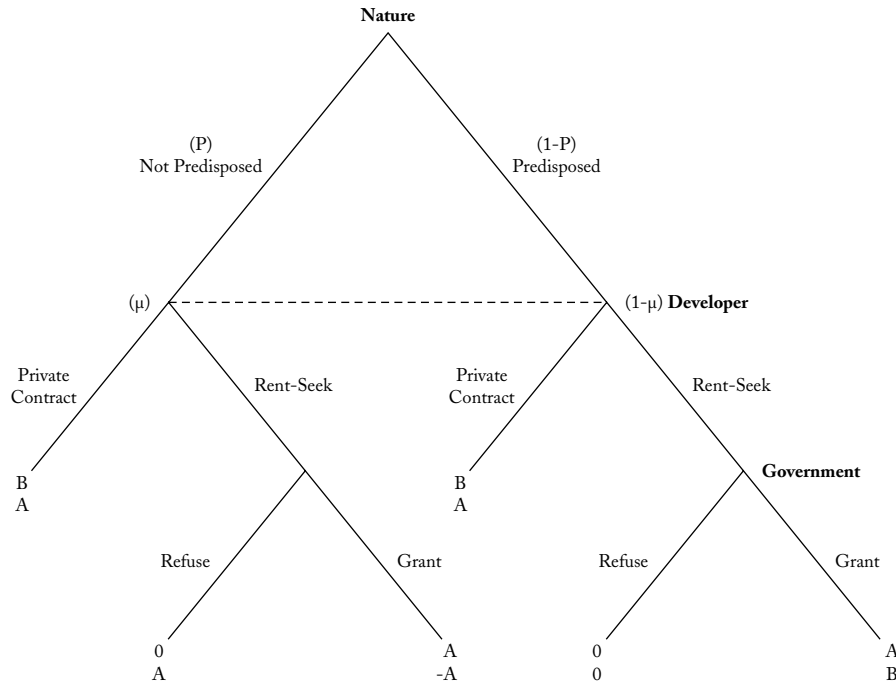 Nature
(P)
Not Predisposed
(1-P)
Predisposed
(μ)
(1-μ) Developer
Private
Contract
Rent-Seek
Private
Contract
Rent-Seek
B
A
B
A
Government
Refuse
Grant
Refuse
Grant
0
A
A
-A
0
0
A
B